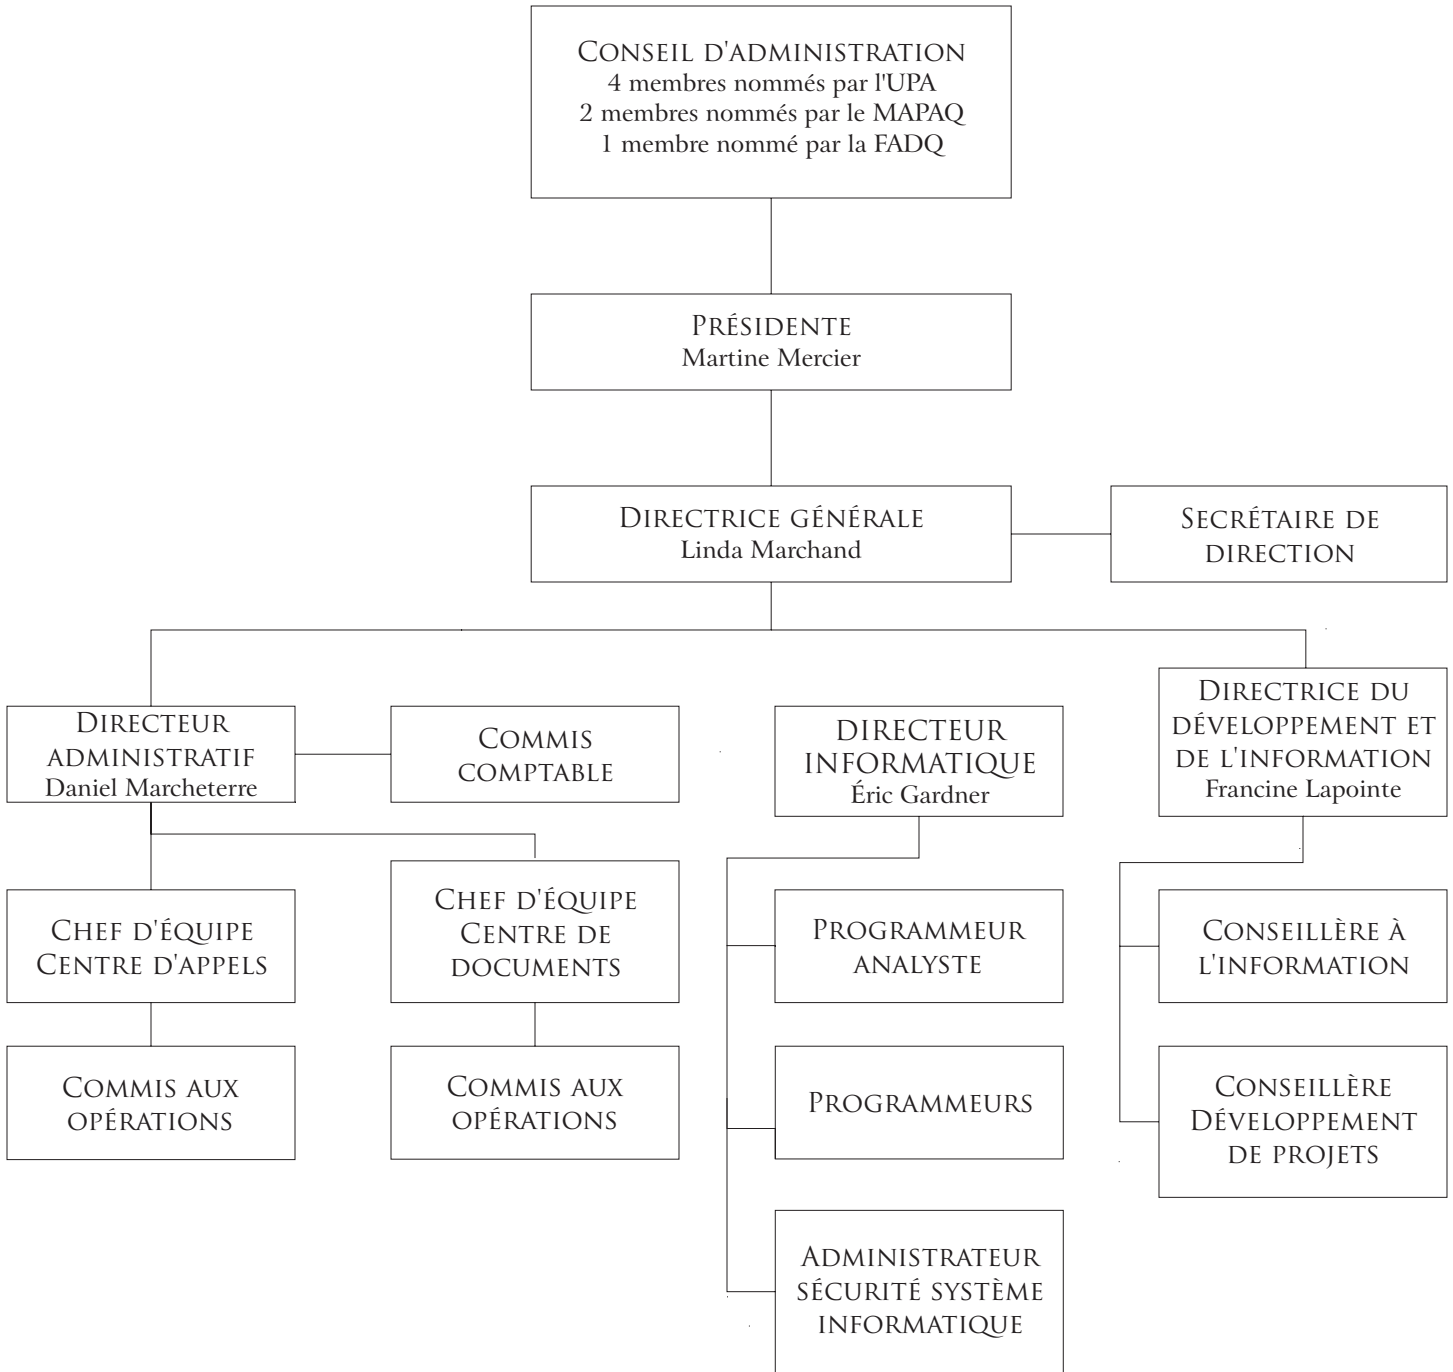 CONSEIL D'ADMINISTRATION
4 membres nommés par l'UPA
2 membres nommés par le MAPAQ
1 membre nommé par la FADQ
PRÉSIDENTE
Martine Mercier
DIRECTRICE GÉNÉRALE
Linda Marchand
SECRÉTAIRE DE
DIRECTION
DIRECTEUR
ADMINISTRATIF
Daniel Marcheterre
COMMIS
COMPTABLE
DIRECTEUR
INFORMATIQUE
Éric Gardner
DIRECTRICE DU
DÉVELOPPEMENT ET
DE L'INFORMATION
Francine Lapointe
CHEF D'ÉQUIPE
CENTRE D'APPELS
CHEF D'ÉQUIPE
CENTRE DE
DOCUMENTS
PROGRAMMEUR
ANALYSTE
CONSEILLÈRE À
L'INFORMATION
COMMIS AUX
OPÉRATIONS
COMMIS AUX
OPÉRATIONS
PROGRAMMEURS
CONSEILLÈRE
DÉVELOPPEMENT
DE PROJETS
ADMINISTRATEUR
SÉCURITÉ SYSTÈME
INFORMATIQUE